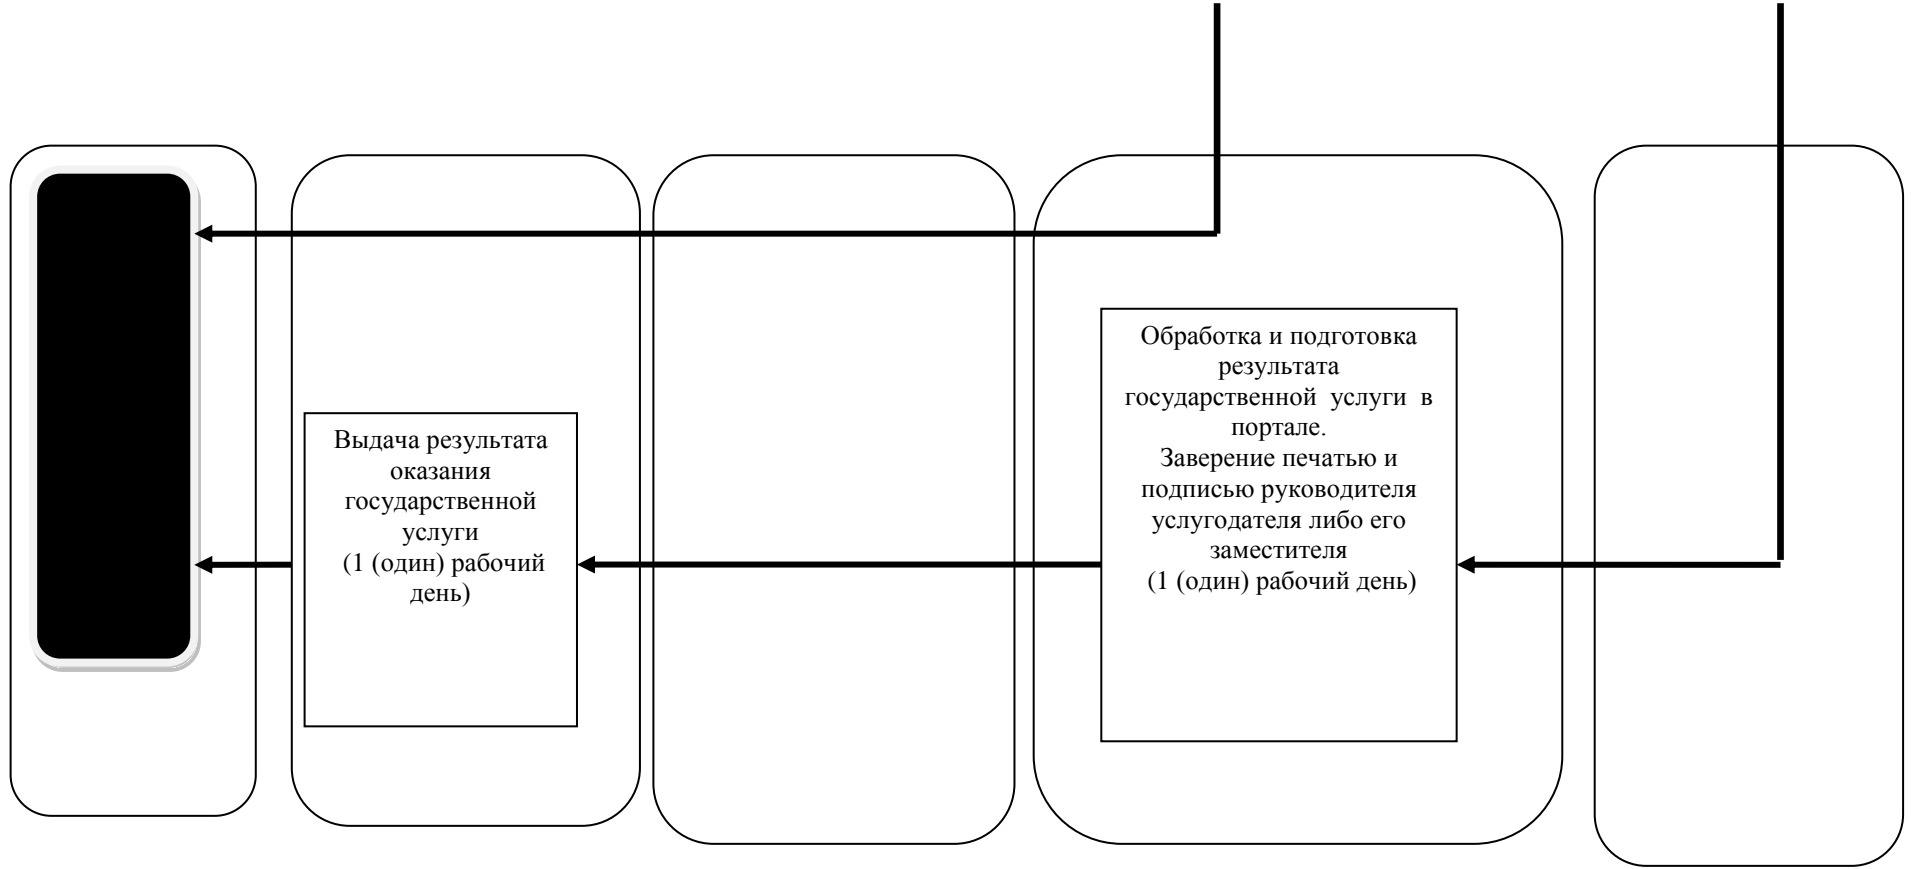 Выдача результата
оказания
государственной
услуги
(1 (один) рабочий
день)
Обработка и подготовка
результата
государственной услуги в
портале.
Заверение печатью и
подписью руководителя
услугодателя либо его
заместителя
(1 (один) рабочий день)